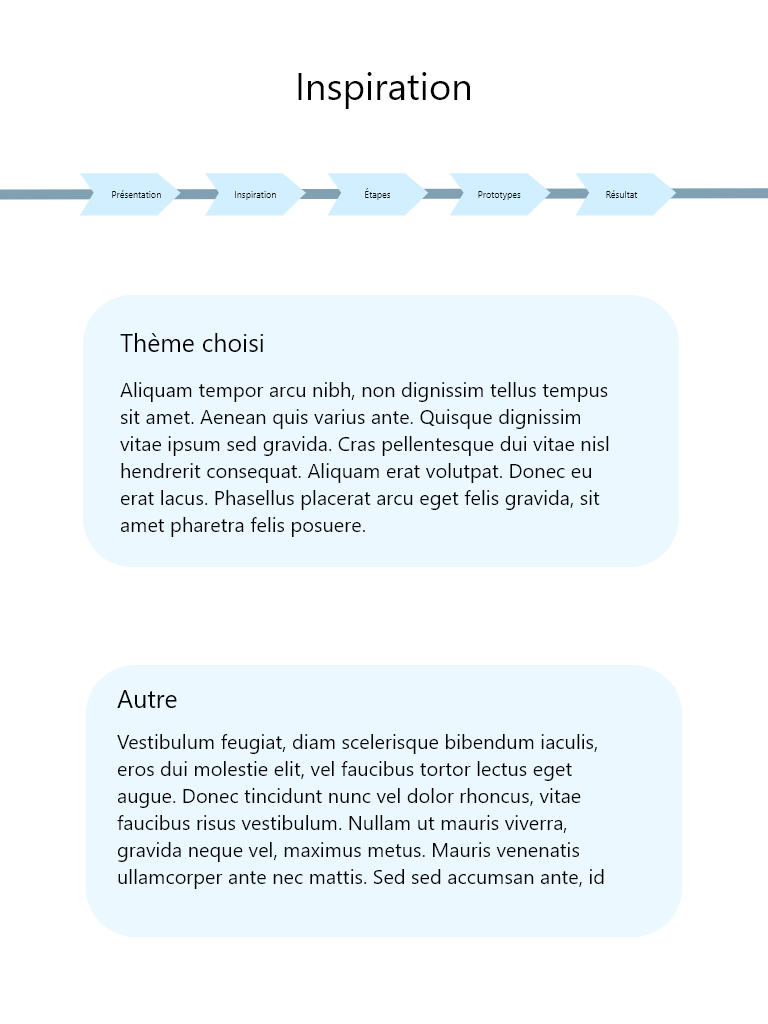 Inspiration
Présentation
Inspiration
Étapes
Prototypes
Résultat
Thème choisi
Aliquam tempor arcu nibh, non dignissim tellus tempus
sit amet. Aenean quis varius ante. Quisque dignissim
vitae ipsum sed gravida. Cras pellentesque dui vitae nisl
hendrerit consequat. Aliquam erat volutpat. Donec eu
erat lacus. Phasellus placerat arcu eget felis gravida, sit
amet pharetra felis posuere.
Autre
Vestibulum feugiat, diam scelerisque bibendum iaculis,
eros dui molestie elit, vel faucibus tortor lectus eget
augue. Donec tincidunt nunc vel dolor rhoncus, vitae
faucibus risus vestibulum. Nullam ut mauris viverra,
gravida neque vel, maximus metus. Mauris venenatis
ullamcorper ante nec mattis. Sed sed accumsan ante, id